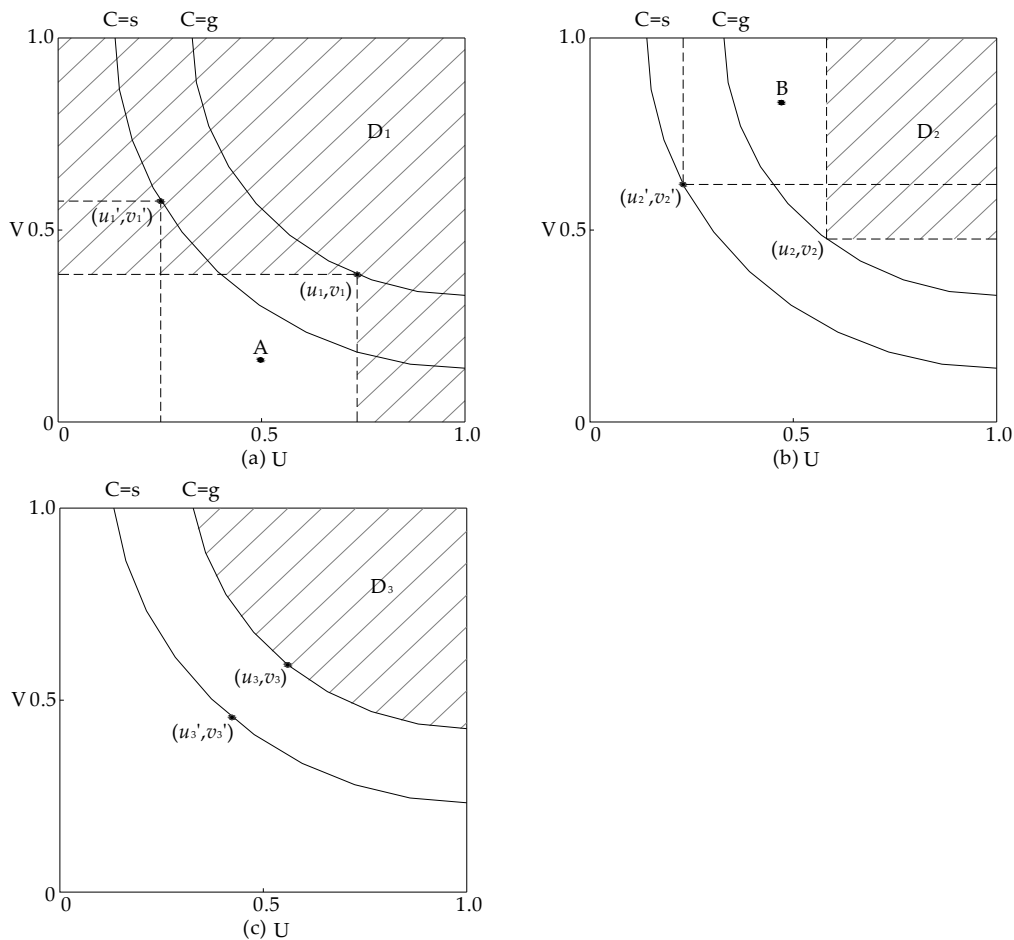 C=s C=g
1.0
D1
(u1',v1')
V 0.5
(u1,v1)
A
0
0 0.5 1.0
(a) U
C=s C=g
1.0
B
D2
(u2',v2')
V 0.5
(u2,v2)
0
0 0.5 1.0
(b) U
C=s C=g
1.0
D3
(u3,v3)
V 0.5
(u3',v3')
0
0 0.5 1.0
(c) U